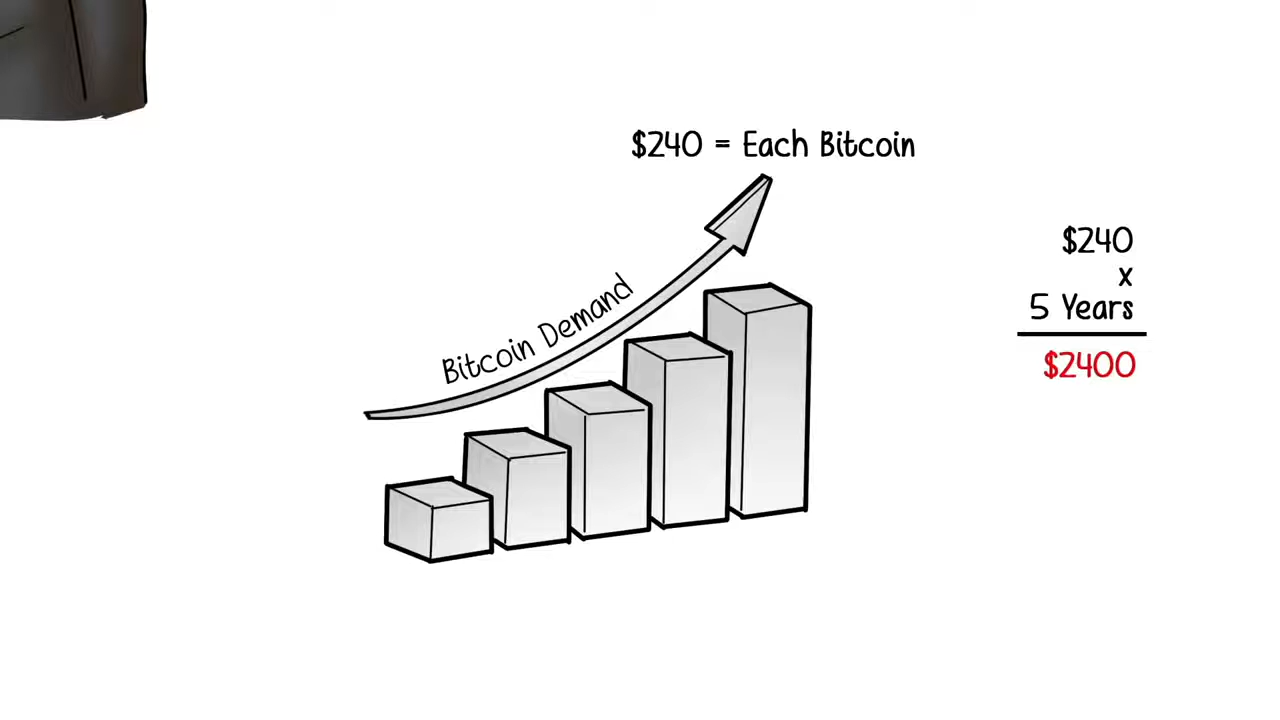 $240 = Each Bitcoin
Bitcoin Demand
$240
x
5 Years
$2400